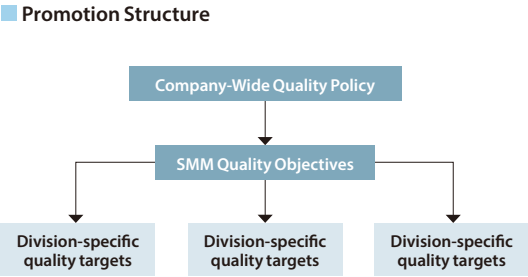 Promotion Structure
Company-Wide Quality Policy
SMM Quality Objectives
Division-specific
quality targets
Division-specific
quality targets
Division-specific
quality targets